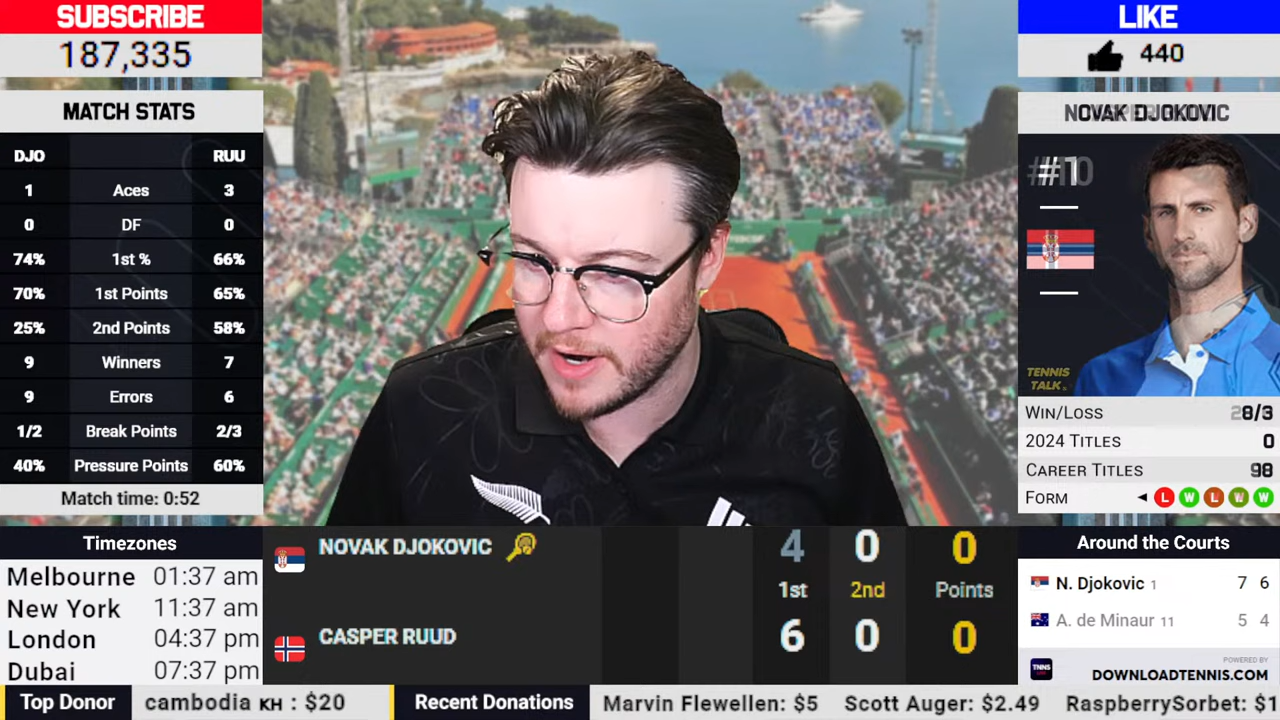 SUBSCRIBE
187,335
MATCH STATS
DJO RUU
1 Aces 3
0 DF 0
74% 1st % 66%
70% 1st Points 65%
25% 2nd Points 58%
9 Winners 7
9 Errors 6
1/2 Break Points 2/3
40% Pressure Points 60%
Match time: 0:52
Timezones
Melbourne 01:37 am
New York 11:37 am
London 04:37 pm
Dubai 07:37 pm
NOVAK DJOKOVIC 4 0 0
1st 2nd Points
CASPER RUUD 6 0 0
LIKE
440
NOVAK DJOKOVIC
#1
TENNIS
TALK.
WIN/LOSS 8/3
2024 TITLES 0
CAREER TITLES 98
FORM L W L W W
Around the Courts
N. Djokovic 1 7 6
A. de Minaur 11 5 4
POWERED BY
TNNS
DOWNLOADTENNIS.COM
Top Donor cambodia KH : $20 Recent Donations Marvin Flewellen: $5 Scott Auger: $2.49 RaspberrySorbet: $1